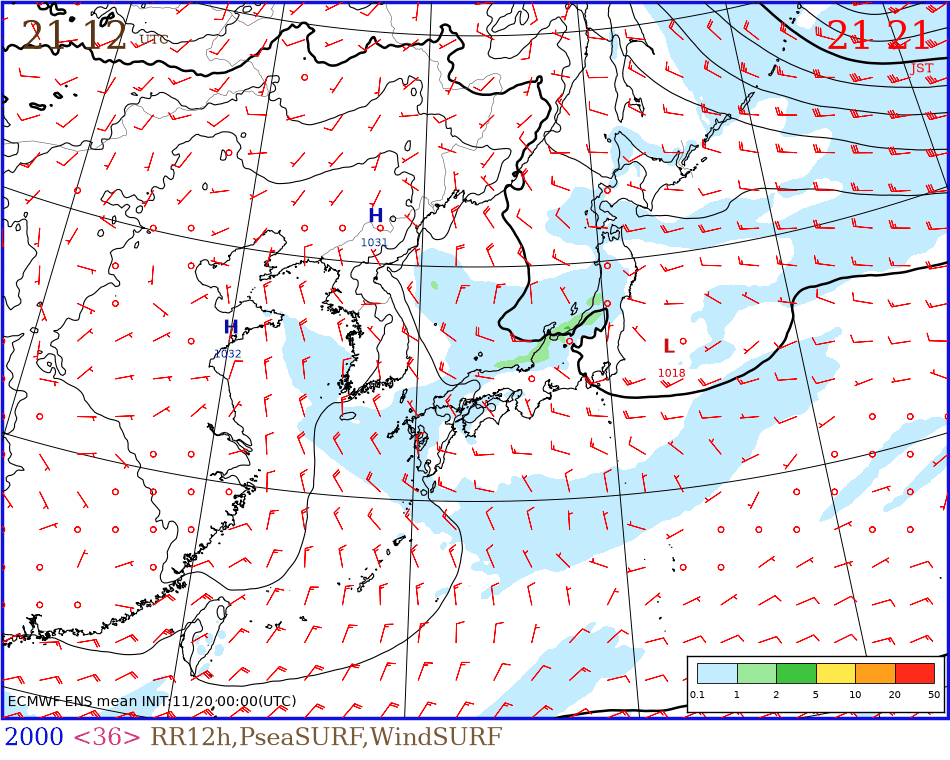 21 12 UTC
21 21 JST
H
1031
H
1032
L
1018
0.1 1 2 5 10 20 50
ECMWF ENS mean INIT:11/20 00:00(UTC)
2000 <36> RR12h,PseaSURF,WindSURF